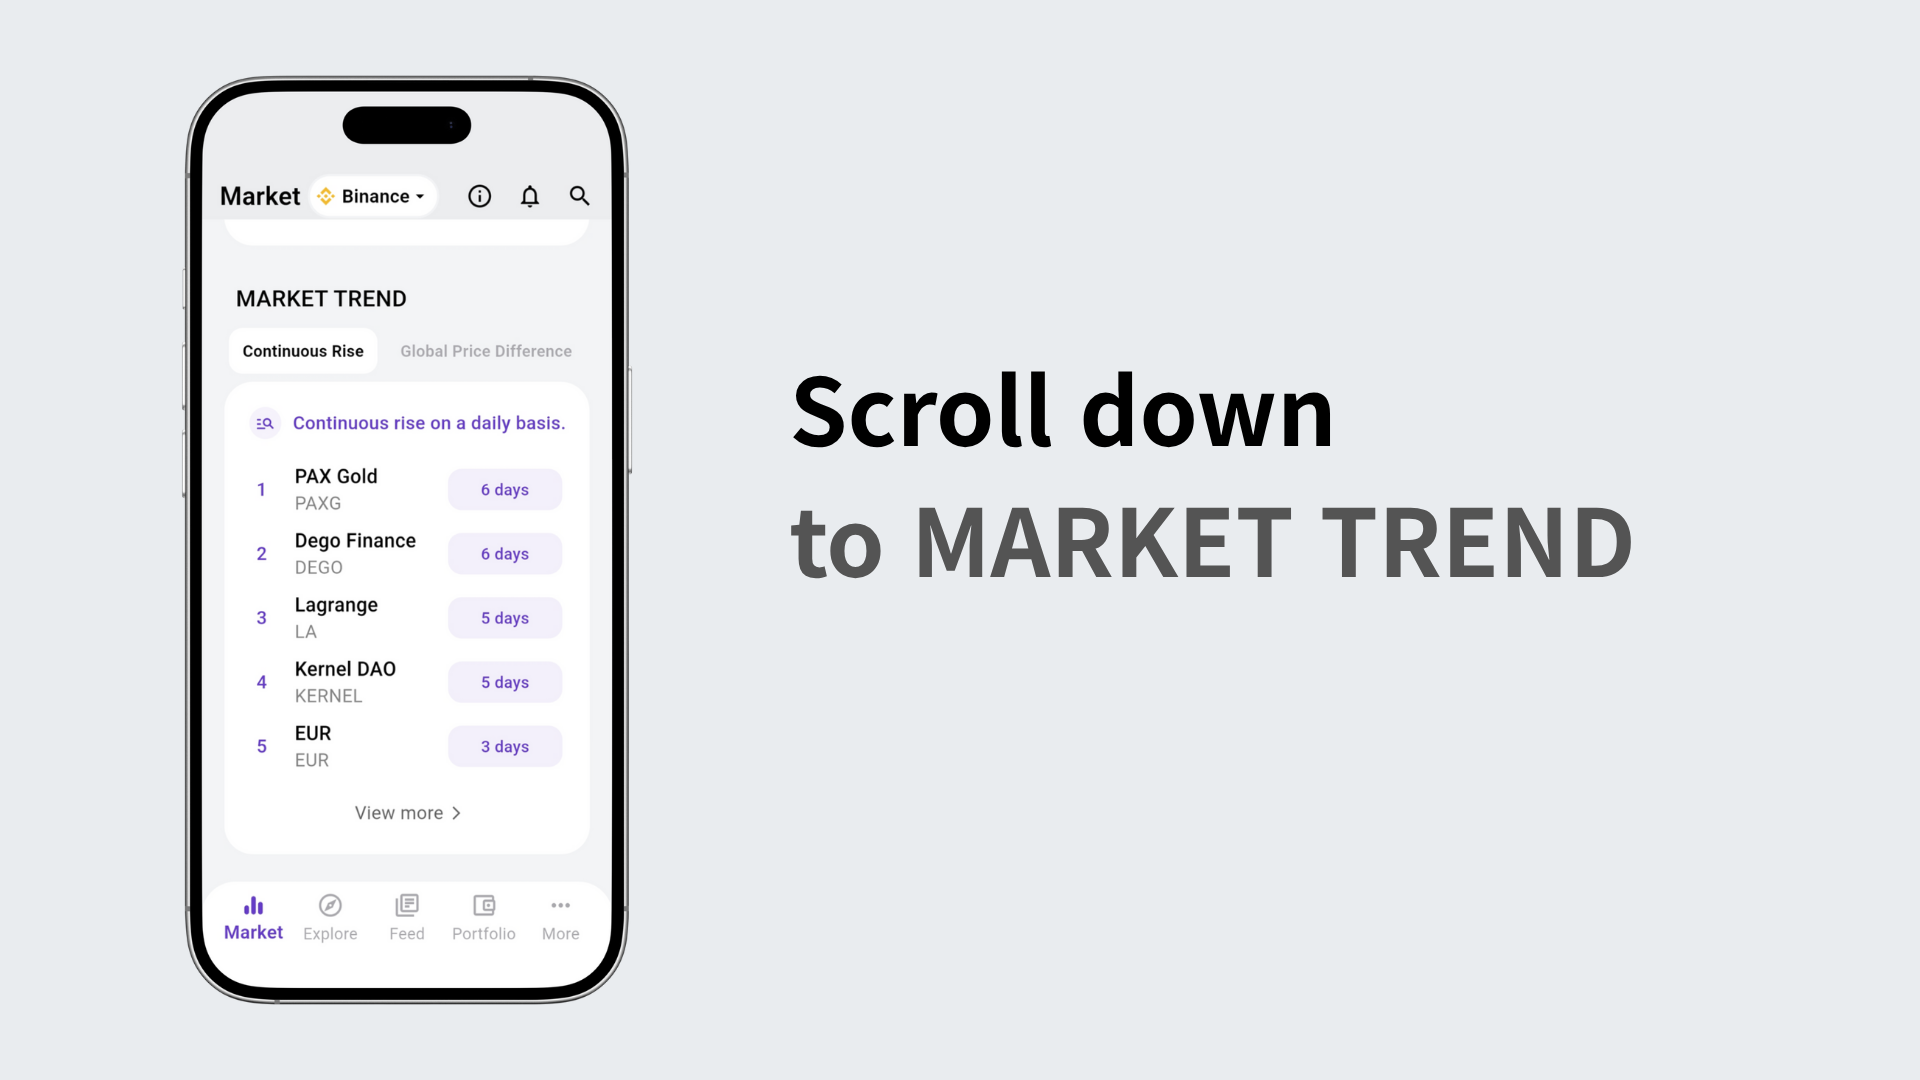 Market
Binance
MARKET TREND
Continuous Rise
Global Price Difference
Continuous rise on a daily basis.
1
PAX Gold
PAXG
6 days
2
Dego Finance
DEGO
6 days
3
Lagrange
LA
5 days
4
Kernel DAO
KERNEL
5 days
5
EUR
EUR
3 days
View more
Market
Explore
Feed
Portfolio
More
Scroll down
to MARKET TREND